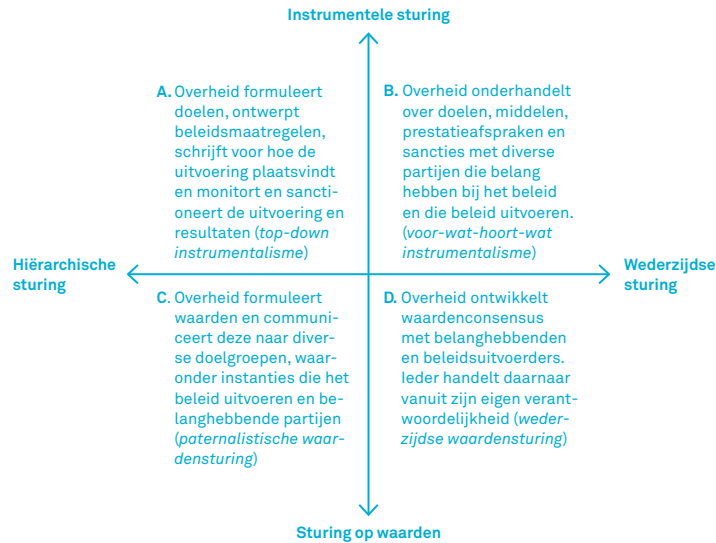 Instrumentele sturing
A. Overheid formuleert
doelen, ontwerpt
beleidsmaatregelen,
schrijft voor hoe de
uitvoering plaatsvindt
en monitort en sancti-
oneert de uitvoering en
resultaten (top-down
instrumentalisme)
B. Overheid onderhandelt
over doelen, middelen,
prestatieafspraken en
sancties met diverse
partijen die belang
hebben bij het beleid
en die beleid uitvoeren.
(voor-wat-hoort-wat
instrumentalisme)
Hiërarchische
sturing
Wederzijdse
sturing
C. Overheid formuleert
waarden en communi-
ceert deze naar diver-
se doelgroepen, waar-
onder instanties die het
beleid uitvoeren en be-
langhebbende partijen
(paternalistische waar-
densturing)
D. Overheid ontwikkelt
waardenconsensus
met belanghebbenden
en beleidsuitvoerders.
Ieder handelt daarnaar
vanuit zijn eigen verant-
woordelijkheid (weder-
zijdse waardensturing)
Sturing op waarden